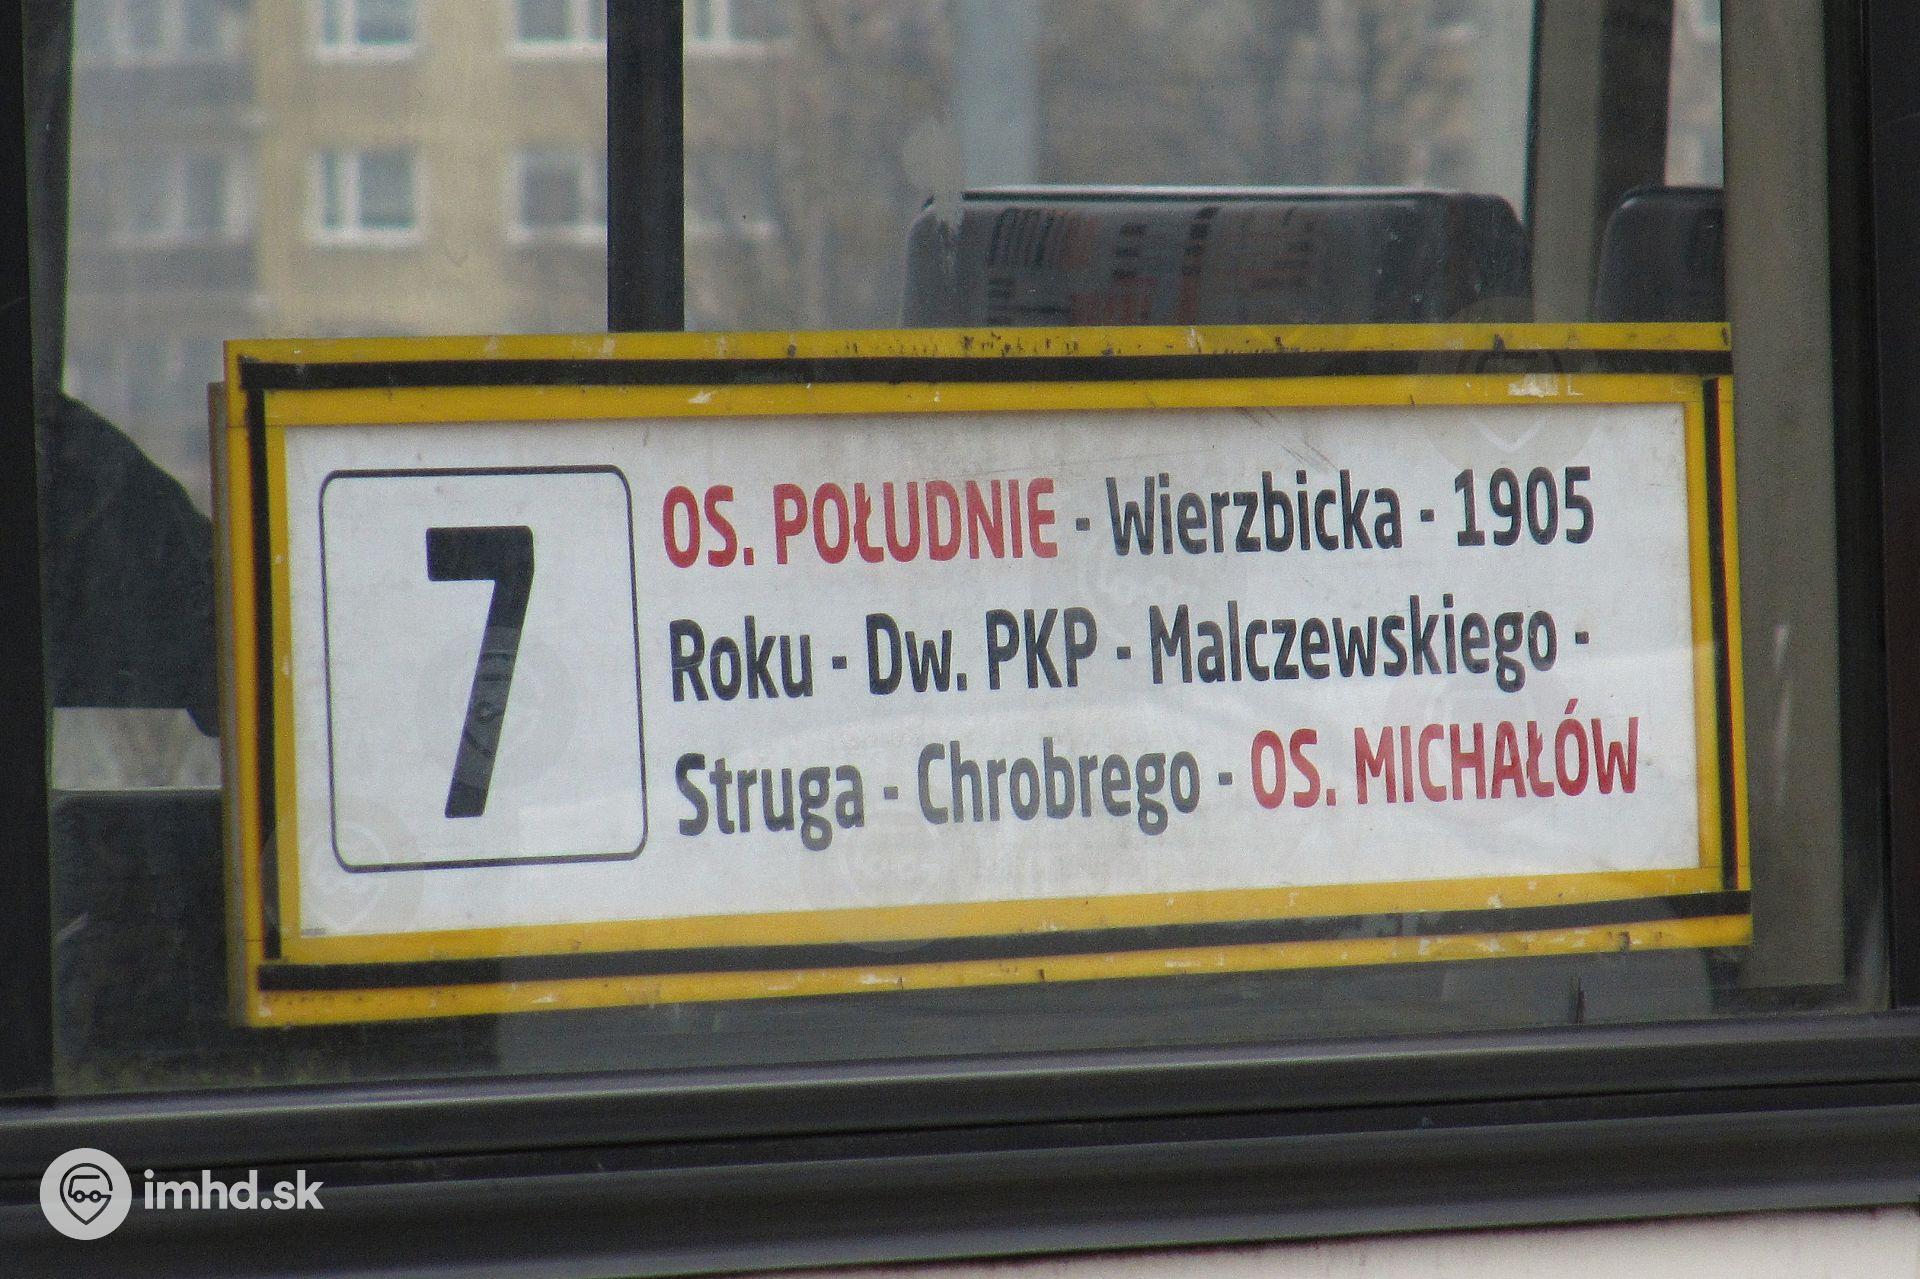 7
OS. POŁUDNIE - Wierzbicka - 1905
Roku - Dw. PKP - Malczewskiego -
Struga - Chrobrego - OS. MICHAŁÓW
imhd.sk